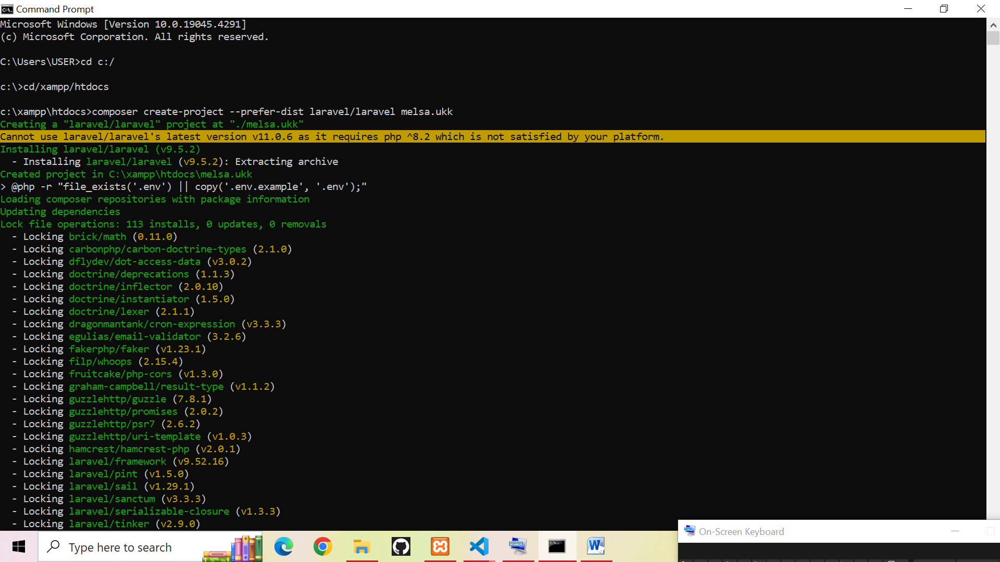 Command Prompt
Microsoft Windows [Version 10.0.19045.4291]
(c) Microsoft Corporation. All rights reserved.
C:\Users\USER>cd c:/
c:\>cd/xampp/htdocs
c:\xampp\htdocs>composer create-project --prefer-dist laravel/laravel melsa.ukk
Creating a "laravel/laravel" project at "./melsa.ukk"
Cannot use laravel/laravel's latest version v11.0.6 as it requires php ^8.2 which is not satisfied by your platform.
Installing laravel/laravel (v9.5.2)
  - Installing laravel/laravel (v9.5.2): Extracting archive
Created project in C:\xampp\htdocs\melsa.ukk
> @php -r "file_exists('.env') || copy('.env.example', '.env');"
Loading composer repositories with package information
Updating dependencies
Lock file operations: 113 installs, 0 updates, 0 removals
  - Locking brick/math (0.11.0)
  - Locking carbonphp/carbon-doctrine-types (2.1.0)
  - Locking dflydev/dot-access-data (v3.0.2)
  - Locking doctrine/deprecations (1.1.3)
  - Locking doctrine/inflector (2.0.10)
  - Locking doctrine/instantiator (1.5.0)
  - Locking doctrine/lexer (2.1.1)
  - Locking dragonmantank/cron-expression (v3.3.3)
  - Locking egulias/email-validator (3.2.6)
  - Locking fakerphp/faker (v1.23.1)
  - Locking filp/whoops (2.15.4)
  - Locking fruitcake/php-cors (v1.3.0)
  - Locking graham-campbell/result-type (v1.1.2)
  - Locking guzzlehttp/guzzle (7.8.1)
  - Locking guzzlehttp/promises (2.0.2)
  - Locking guzzlehttp/psr7 (2.6.2)
  - Locking guzzlehttp/uri-template (v1.0.3)
  - Locking hamcrest/hamcrest-php (v2.0.1)
  - Locking laravel/framework (v9.52.16)
  - Locking laravel/pint (v1.5.0)
  - Locking laravel/sail (v1.29.1)
  - Locking laravel/sanctum (v3.3.3)
  - Locking laravel/serializable-closure (v1.3.3)
  - Locking laravel/tinker (v2.9.0)
On-Screen Keyboard
Type here to search